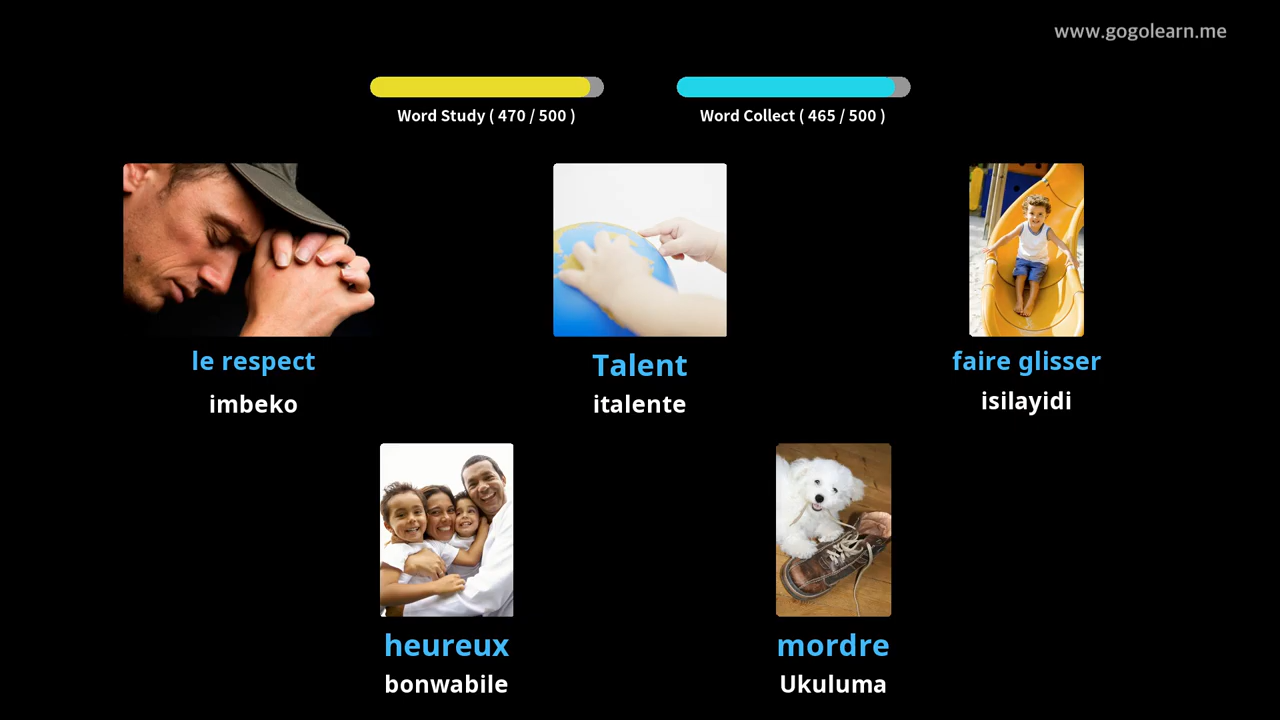 www.gogolearn.me
Word Study ( 470 / 500 )
Word Collect ( 465 / 500 )
le respect
imbeko
Talent
italente
faire glisser
isilayidi
heureux
bonwabile
mordre
Ukuluma